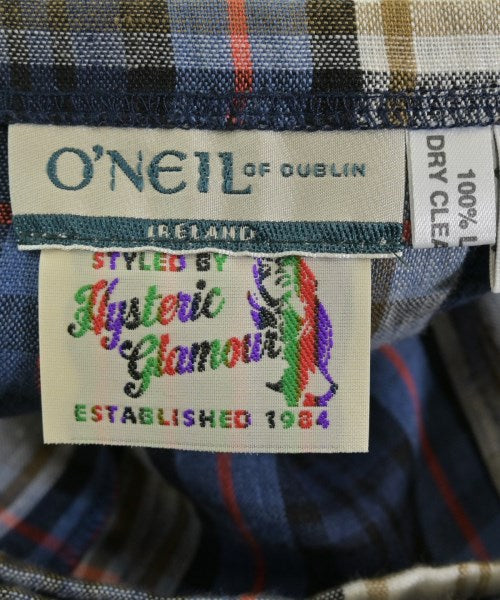 O'NEIL OF DUBLIN
IRELAND
STYLED BY
Hysteric
Glamour
ESTABLISHED 1984
100%
DRY CLEA